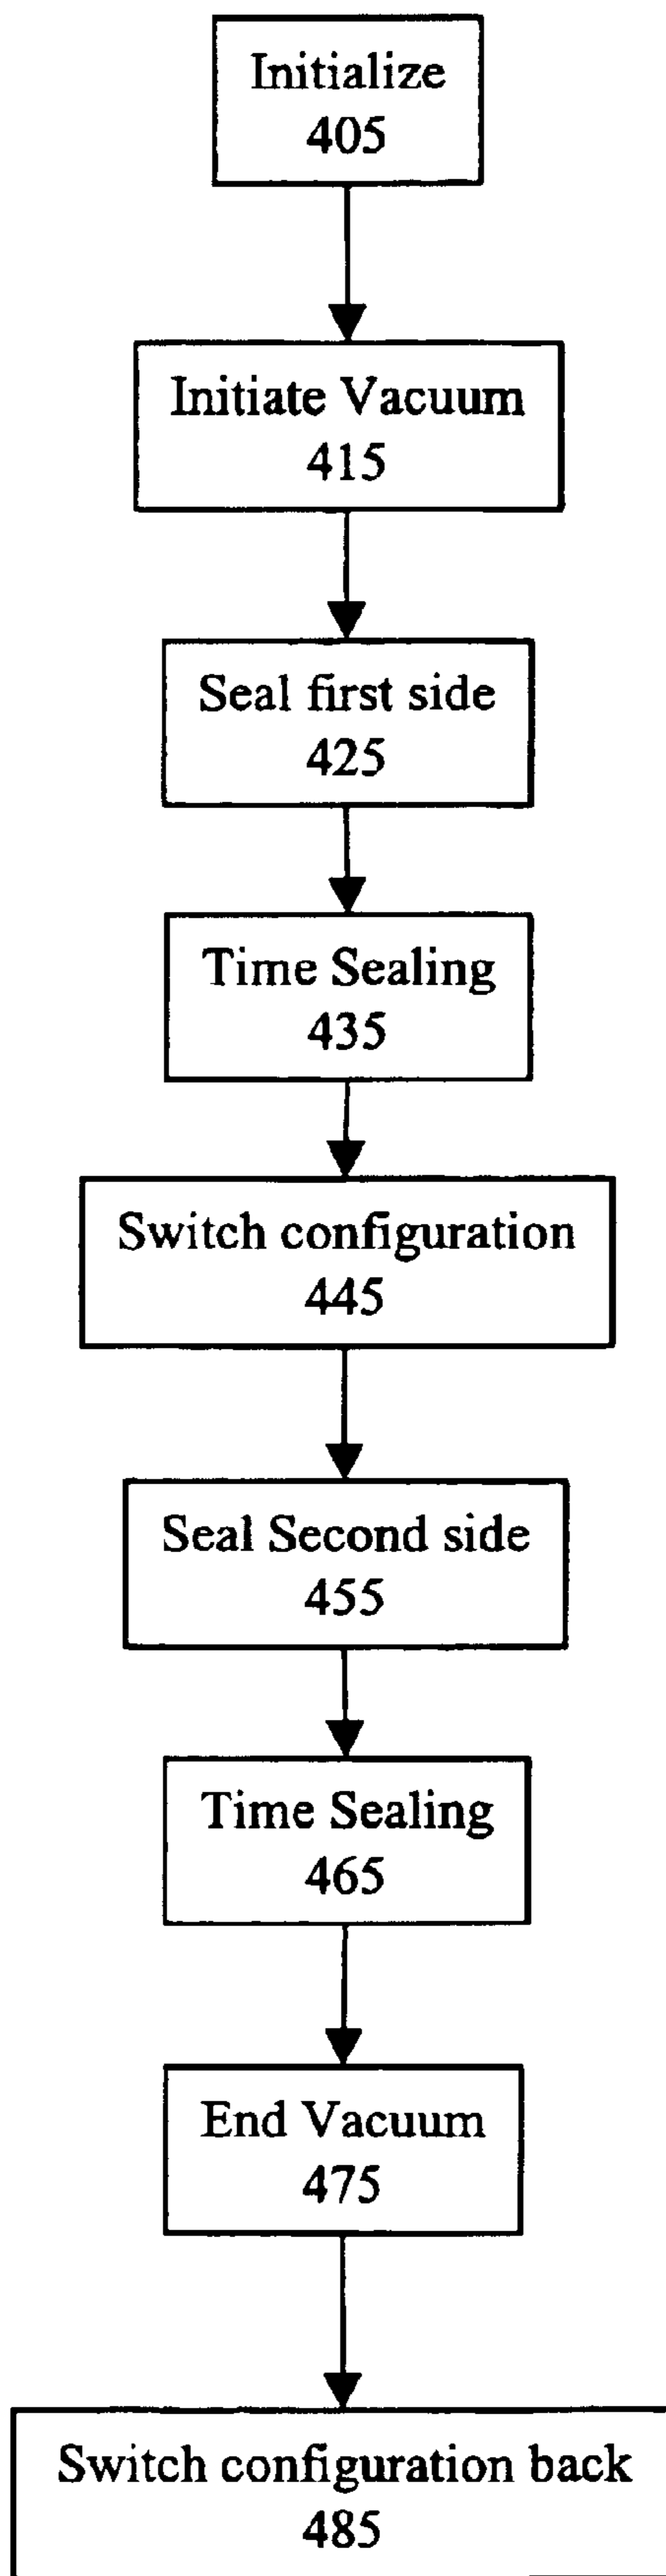 Initialize
405
Initiate Vacuum
415
Seal first side
425
Time Sealing
435
Switch configuration
445
Seal Second side
455
Time Sealing
465
End Vacuum
475
Switch configuration back
485